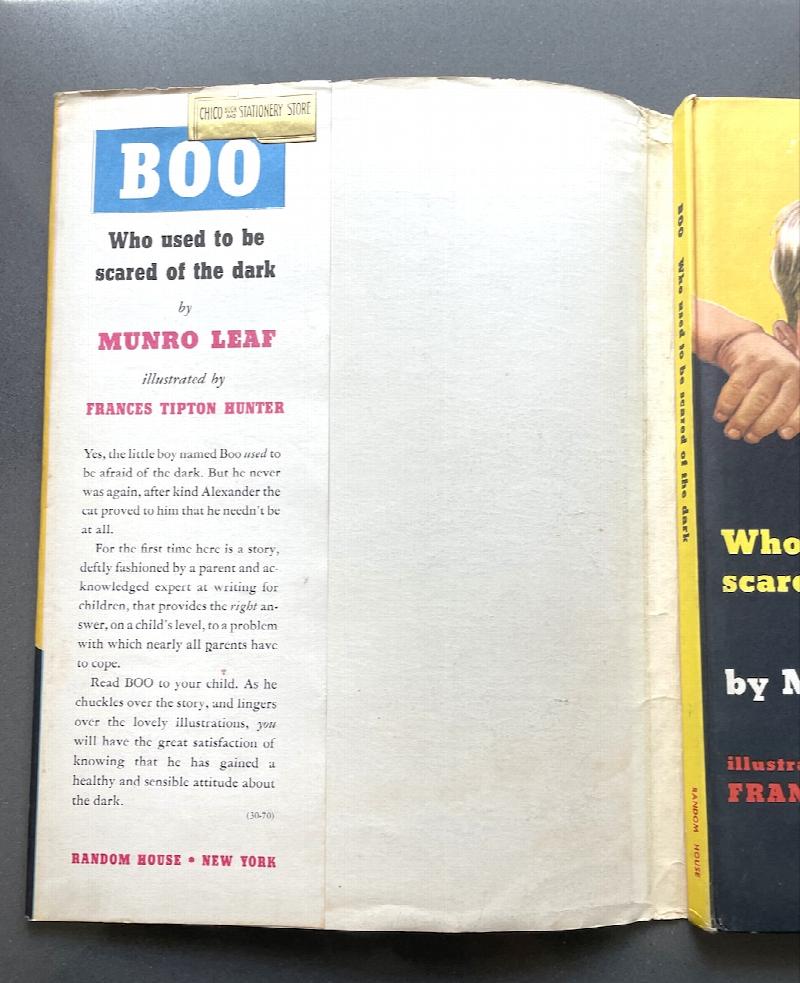 CHICO BOOK AND STATIONERY STORE
BOO
Who used to be
scared of the dark
by
MUNRO LEAF
illustrated by
FRANCES TIPTON HUNTER
Yes, the little boy named Boo used to
be afraid of the dark. But he never
was again, after kind Alexander the
cat proved to him that he needn't be
at all.
For the first time here is a story,
deftly fashioned by a parent and ac-
knowledged expert at writing for
children, that provides the right an-
swer, on a child's level, to a problem
with which nearly all parents have
to cope.
Read BOO to your child. As he
chuckles over the story, and lingers
over the lovely illustrations, you
will have the great satisfaction of
knowing that he has gained a
healthy and sensible attitude about
the dark.
(30-70)
RANDOM HOUSE • NEW YORK
BOO Who used to be scared of the dark
RANDOM HOUSE
Who
scare
by M
illustra
FRAN